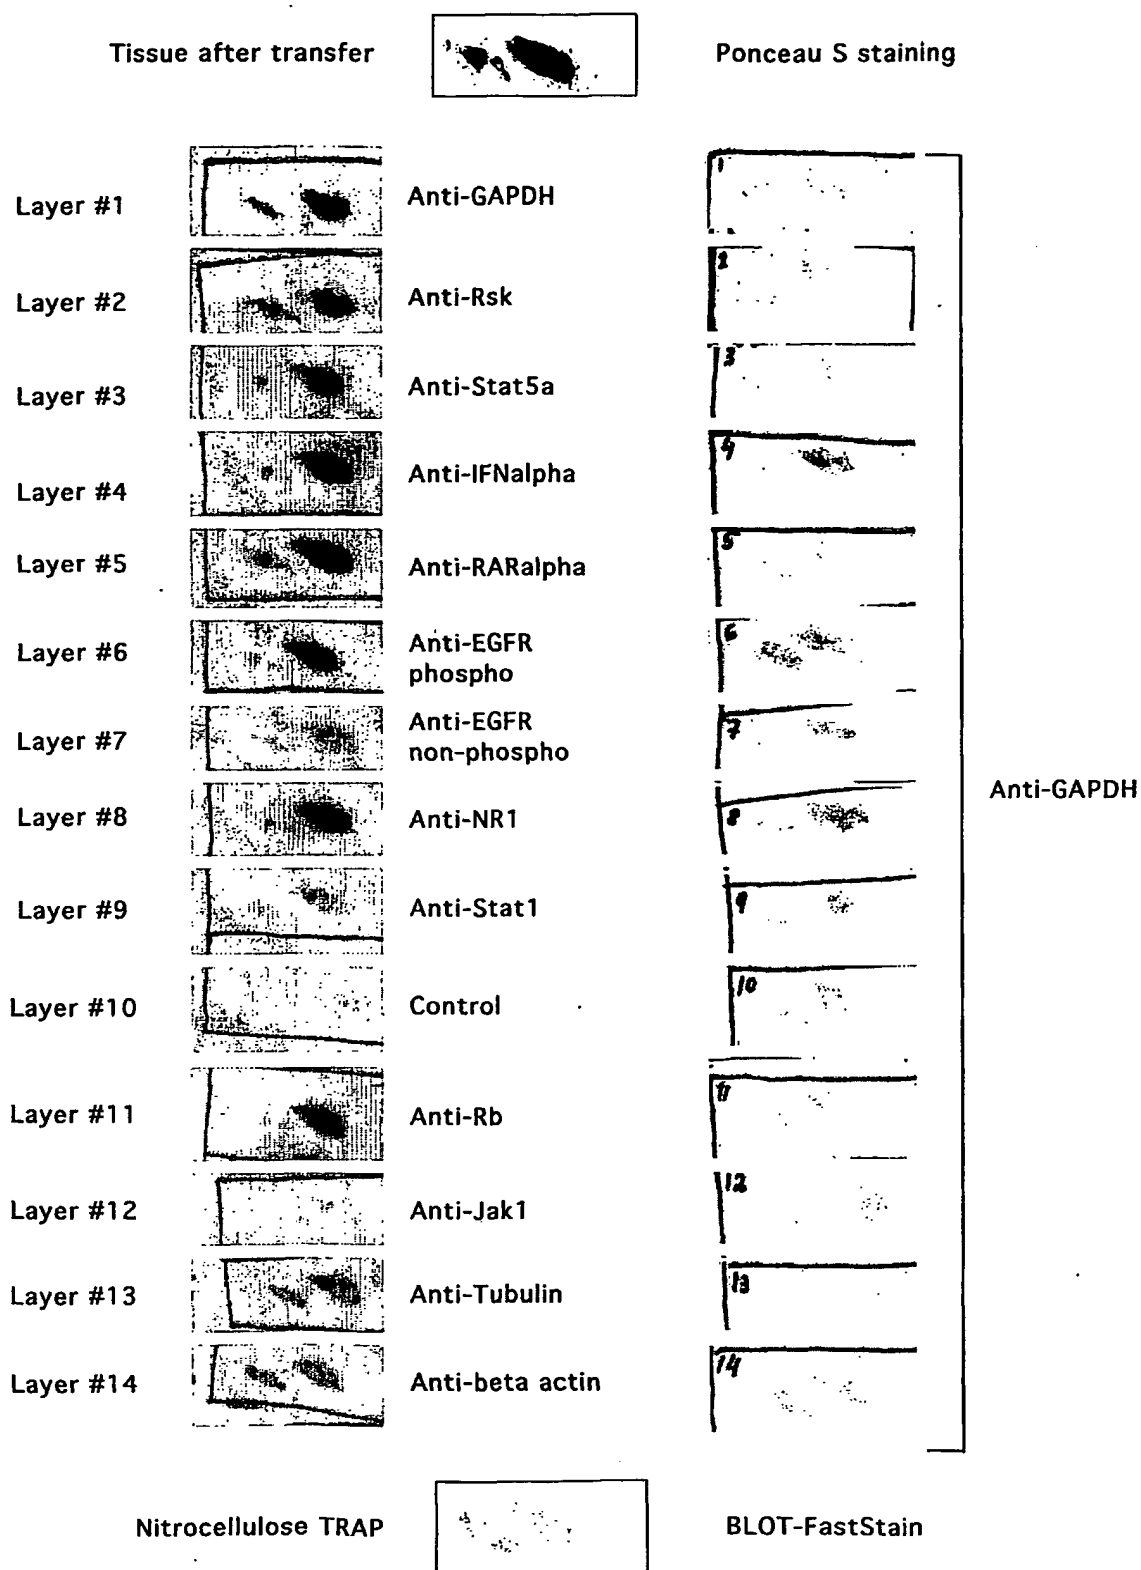 Tissue after transfer
Ponceau S staining
Layer #1
Anti-GAPDH
1
Layer #2
Anti-Rsk
2
Layer #3
Anti-Stat5a
3
Layer #4
Anti-IFNalpha
4
Layer #5
Anti-RARalpha
5
Layer #6
Anti-EGFR
phospho
6
Layer #7
Anti-EGFR
non-phospho
7
Layer #8
Anti-NR1
8
Anti-GAPDH
Layer #9
Anti-Stat1
9
Layer #10
Control
10
Layer #11
Anti-Rb
11
Layer #12
Anti-Jak1
12
Layer #13
Anti-Tubulin
13
Layer #14
Anti-beta actin
14
Nitrocellulose TRAP
BLOT-FastStain